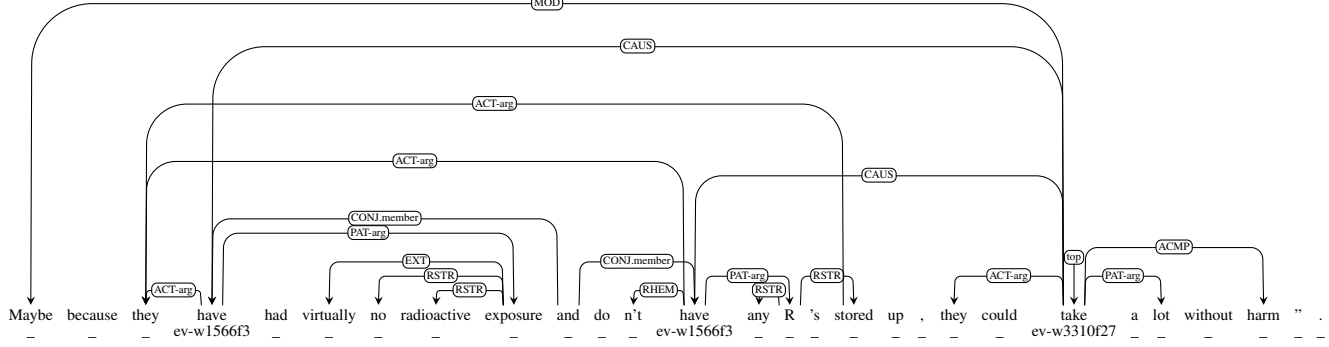 MOD
CAUS
ACT-arg
ACT-arg
CAUS
CONJ.member
PAT-arg
ACMP
top
EXT
CONJ.member
RSTR
PAT-arg
RSTR
ACT-arg
PAT-arg
ACT-arg
RSTR
RHEM
RSTR
Maybe because they have had virtually no radioactive exposure and do n't have any R 's stored up , they could take a lot without harm ” .
ev-w1566f3 ev-w1566f3 ev-w3310f27
_ _ _ _ _ _ _ _ _ _ _ _ _ _ _ _ _ _ _ _ _ _ _ _ _ _ _ _